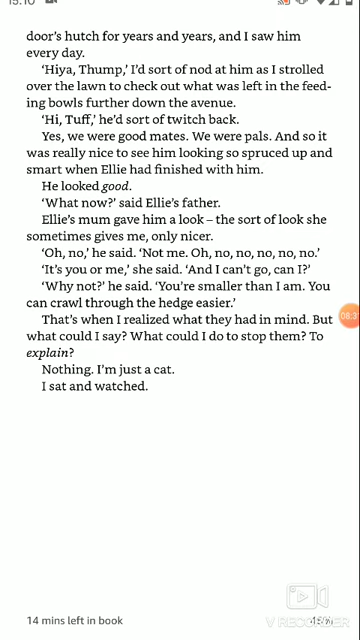 15:10
door’s hutch for years and years, and I saw him
every day.
‘Hiya, Thump,’ I’d sort of nod at him as I strolled
over the lawn to check out what was left in the feed-
ing bowls further down the avenue.
‘Hi, Tuff,’ he’d sort of twitch back.
Yes, we were good mates. We were pals. And so it
was really nice to see him looking so spruced up and
smart when Ellie had finished with him.
He looked good.
‘What now?’ said Ellie’s father.
Ellie’s mum gave him a look – the sort of look she
sometimes gives me, only nicer.
‘Oh, no,’ he said. ‘Not me. Oh, no, no, no, no, no.’
‘It’s you or me,’ she said. ‘And I can’t go, can I?’
‘Why not?’ he said. ‘You’re smaller than I am. You
can crawl through the hedge easier.’
That’s when I realized what they had in mind. But
what could I say? What could I do to stop them? To
explain?
Nothing. I’m just a cat.
I sat and watched.
08:3
14 mins left in book
45%
V RECORDER